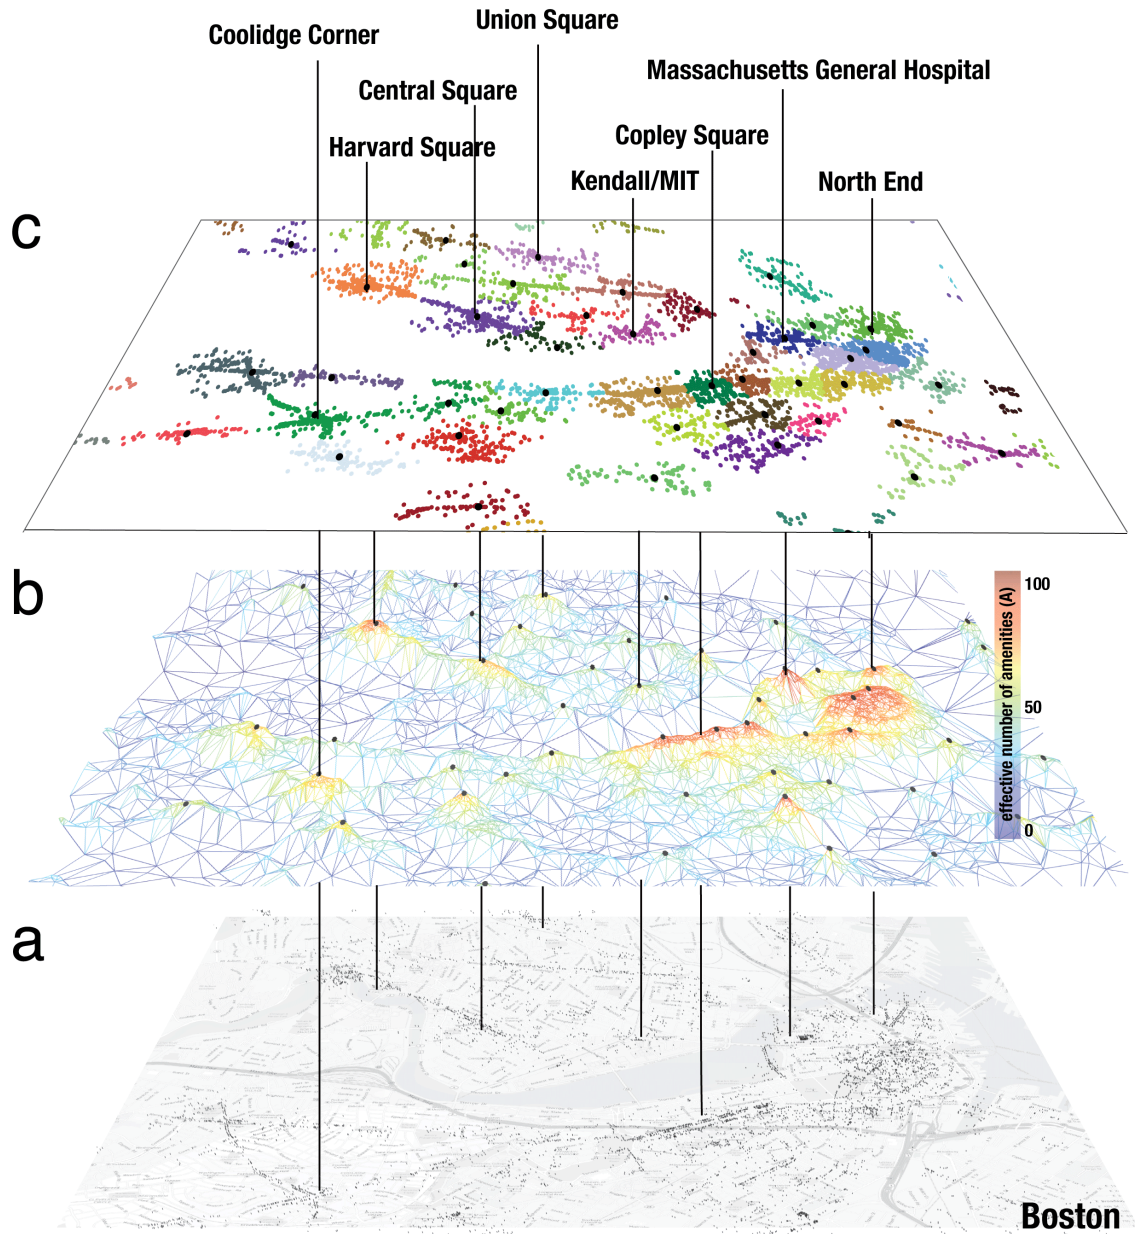 Union Square
Coolidge Corner
Massachusetts General Hospital
Central Square
Copley Square
Harvard Square
Kendall/MIT
North End
c
b
100
50
0
effective number of amenities (A)
a
Boston